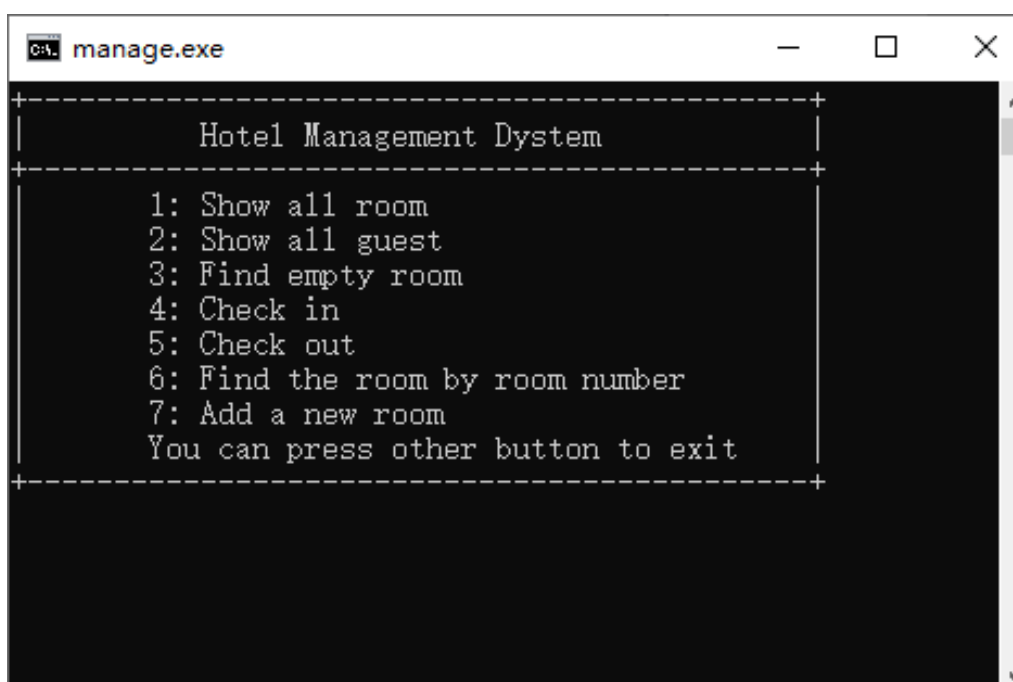 manage.exe
Hotel Management Dystem
1: Show all room
2: Show all guest
3: Find empty room
4: Check in
5: Check out
6: Find the room by room number
7: Add a new room
You can press other button to exit